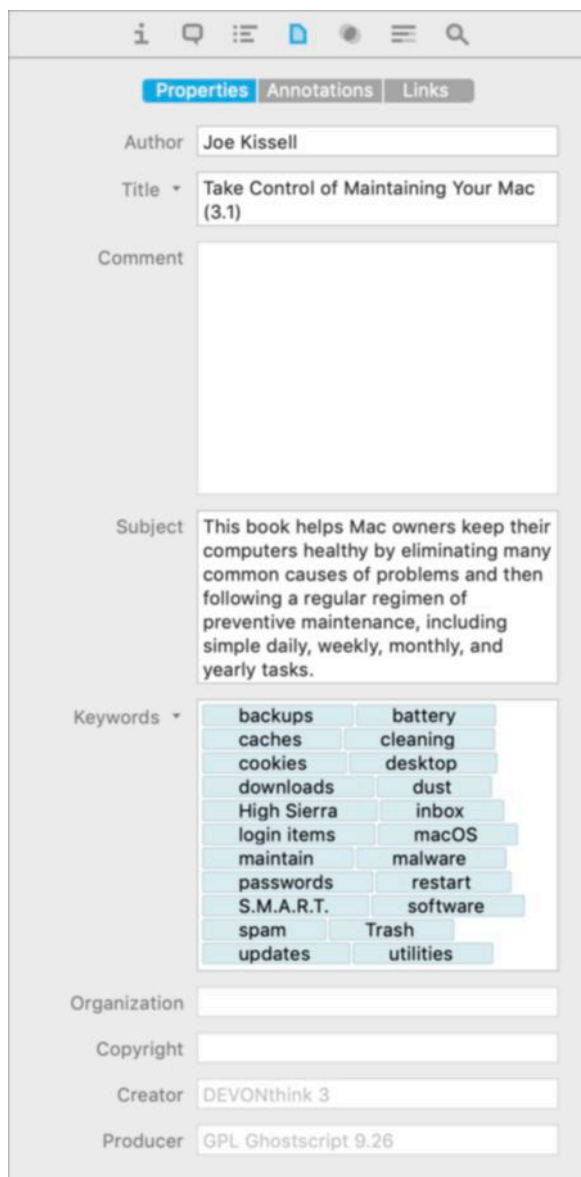 Properties Annotations Links
Author Joe Kissell
Title Take Control of Maintaining Your Mac
(3.1)
Comment
Subject This book helps Mac owners keep their
computers healthy by eliminating many
common causes of problems and then
following a regular regimen of
preventive maintenance, including
simple daily, weekly, monthly, and
yearly tasks.
Keywords backups battery
caches cleaning
cookies desktop
downloads dust
High Sierra inbox
login items macOS
maintain malware
passwords restart
S.M.A.R.T. software
spam Trash
updates utilities
Organization
Copyright
Creator DEVONthink 3
Producer GPL Ghostscript 9.26